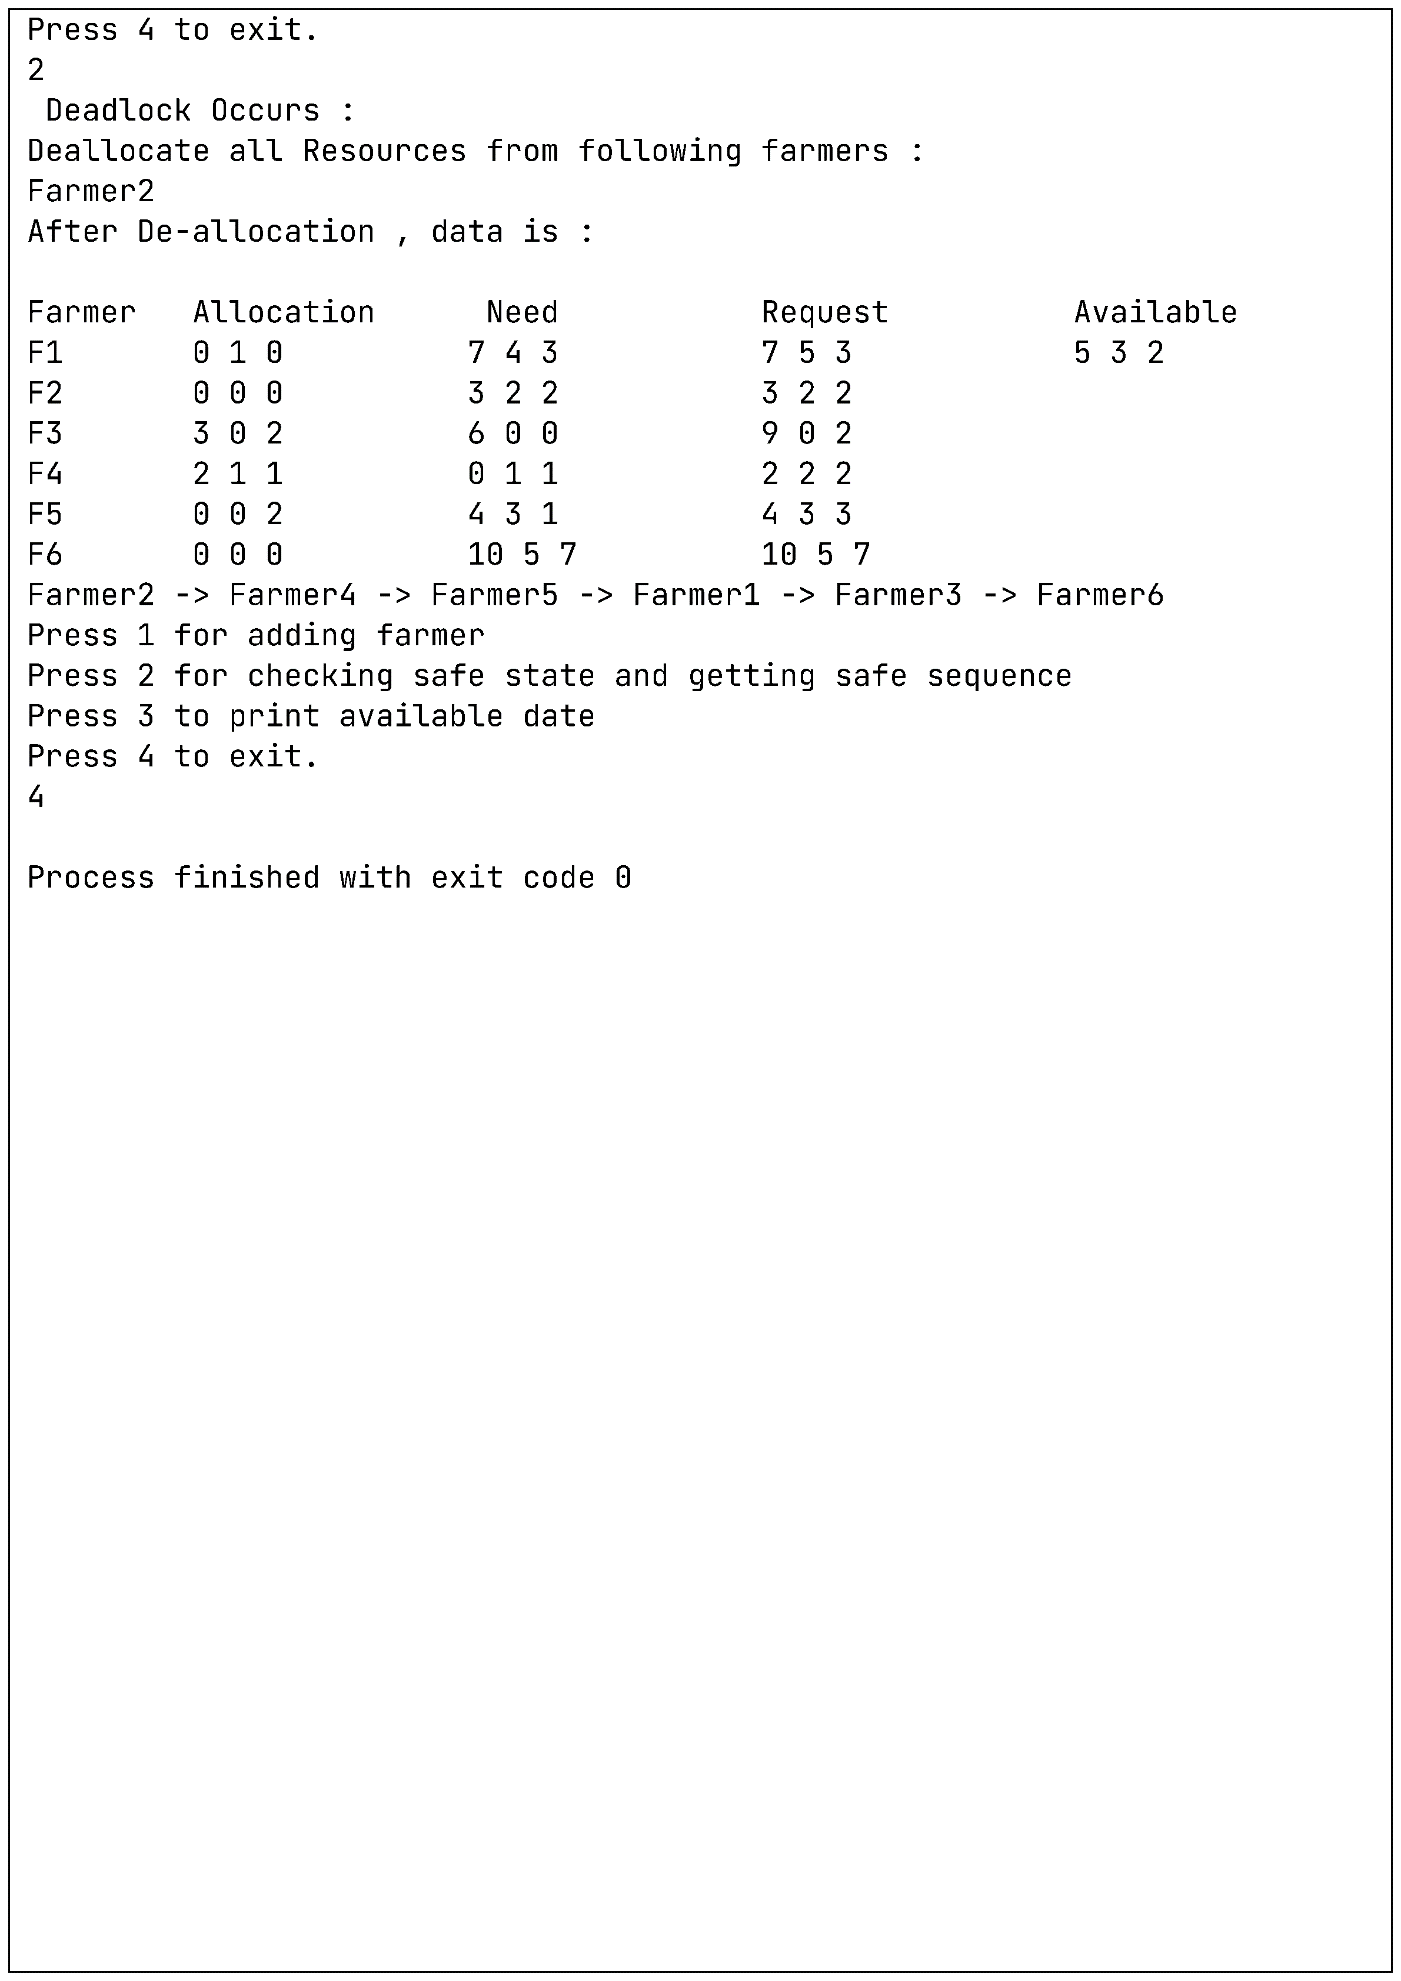 Press 4 to exit.
2
 Deadlock Occurs :
Deallocate all Resources from following farmers :
Farmer2
After De-allocation , data is :

Farmer   Allocation      Need           Request          Available
F1       0 1 0          7 4 3           7 5 3            5 3 2
F2       0 0 0          3 2 2           3 2 2
F3       3 0 2          6 0 0           9 0 2
F4       2 1 1          0 1 1           2 2 2
F5       0 0 2          4 3 1           4 3 3
F6       0 0 0          10 5 7          10 5 7
Farmer2 -> Farmer4 -> Farmer5 -> Farmer1 -> Farmer3 -> Farmer6
Press 1 for adding farmer
Press 2 for checking safe state and getting safe sequence
Press 3 to print available date
Press 4 to exit.
4

Process finished with exit code 0